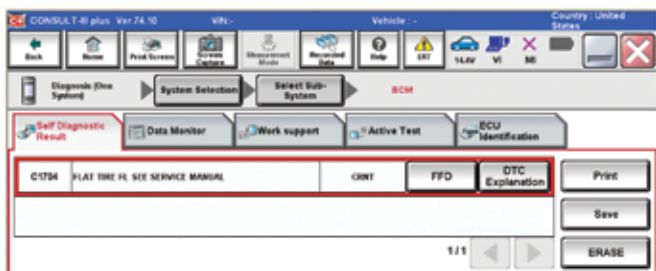 CONSULT-III plus Ver.74.10 VIN:- Vehicle : - Country : United States
Back
Home
Print Screen
Screen Capture
Measurement Mode
Recorded Data
Help
ERT
14.4V
VI
MI
Diagnosis (One System)
System Selection
Select Sub-System
BCM
Self Diagnostic Result
Data Monitor
Work support
Active Test
ECU Identification
C1704 FLAT TIRE FL SEE SERVICE MANUAL CRNT FFD DTC Explanation
Print
Save
1/1
ERASE